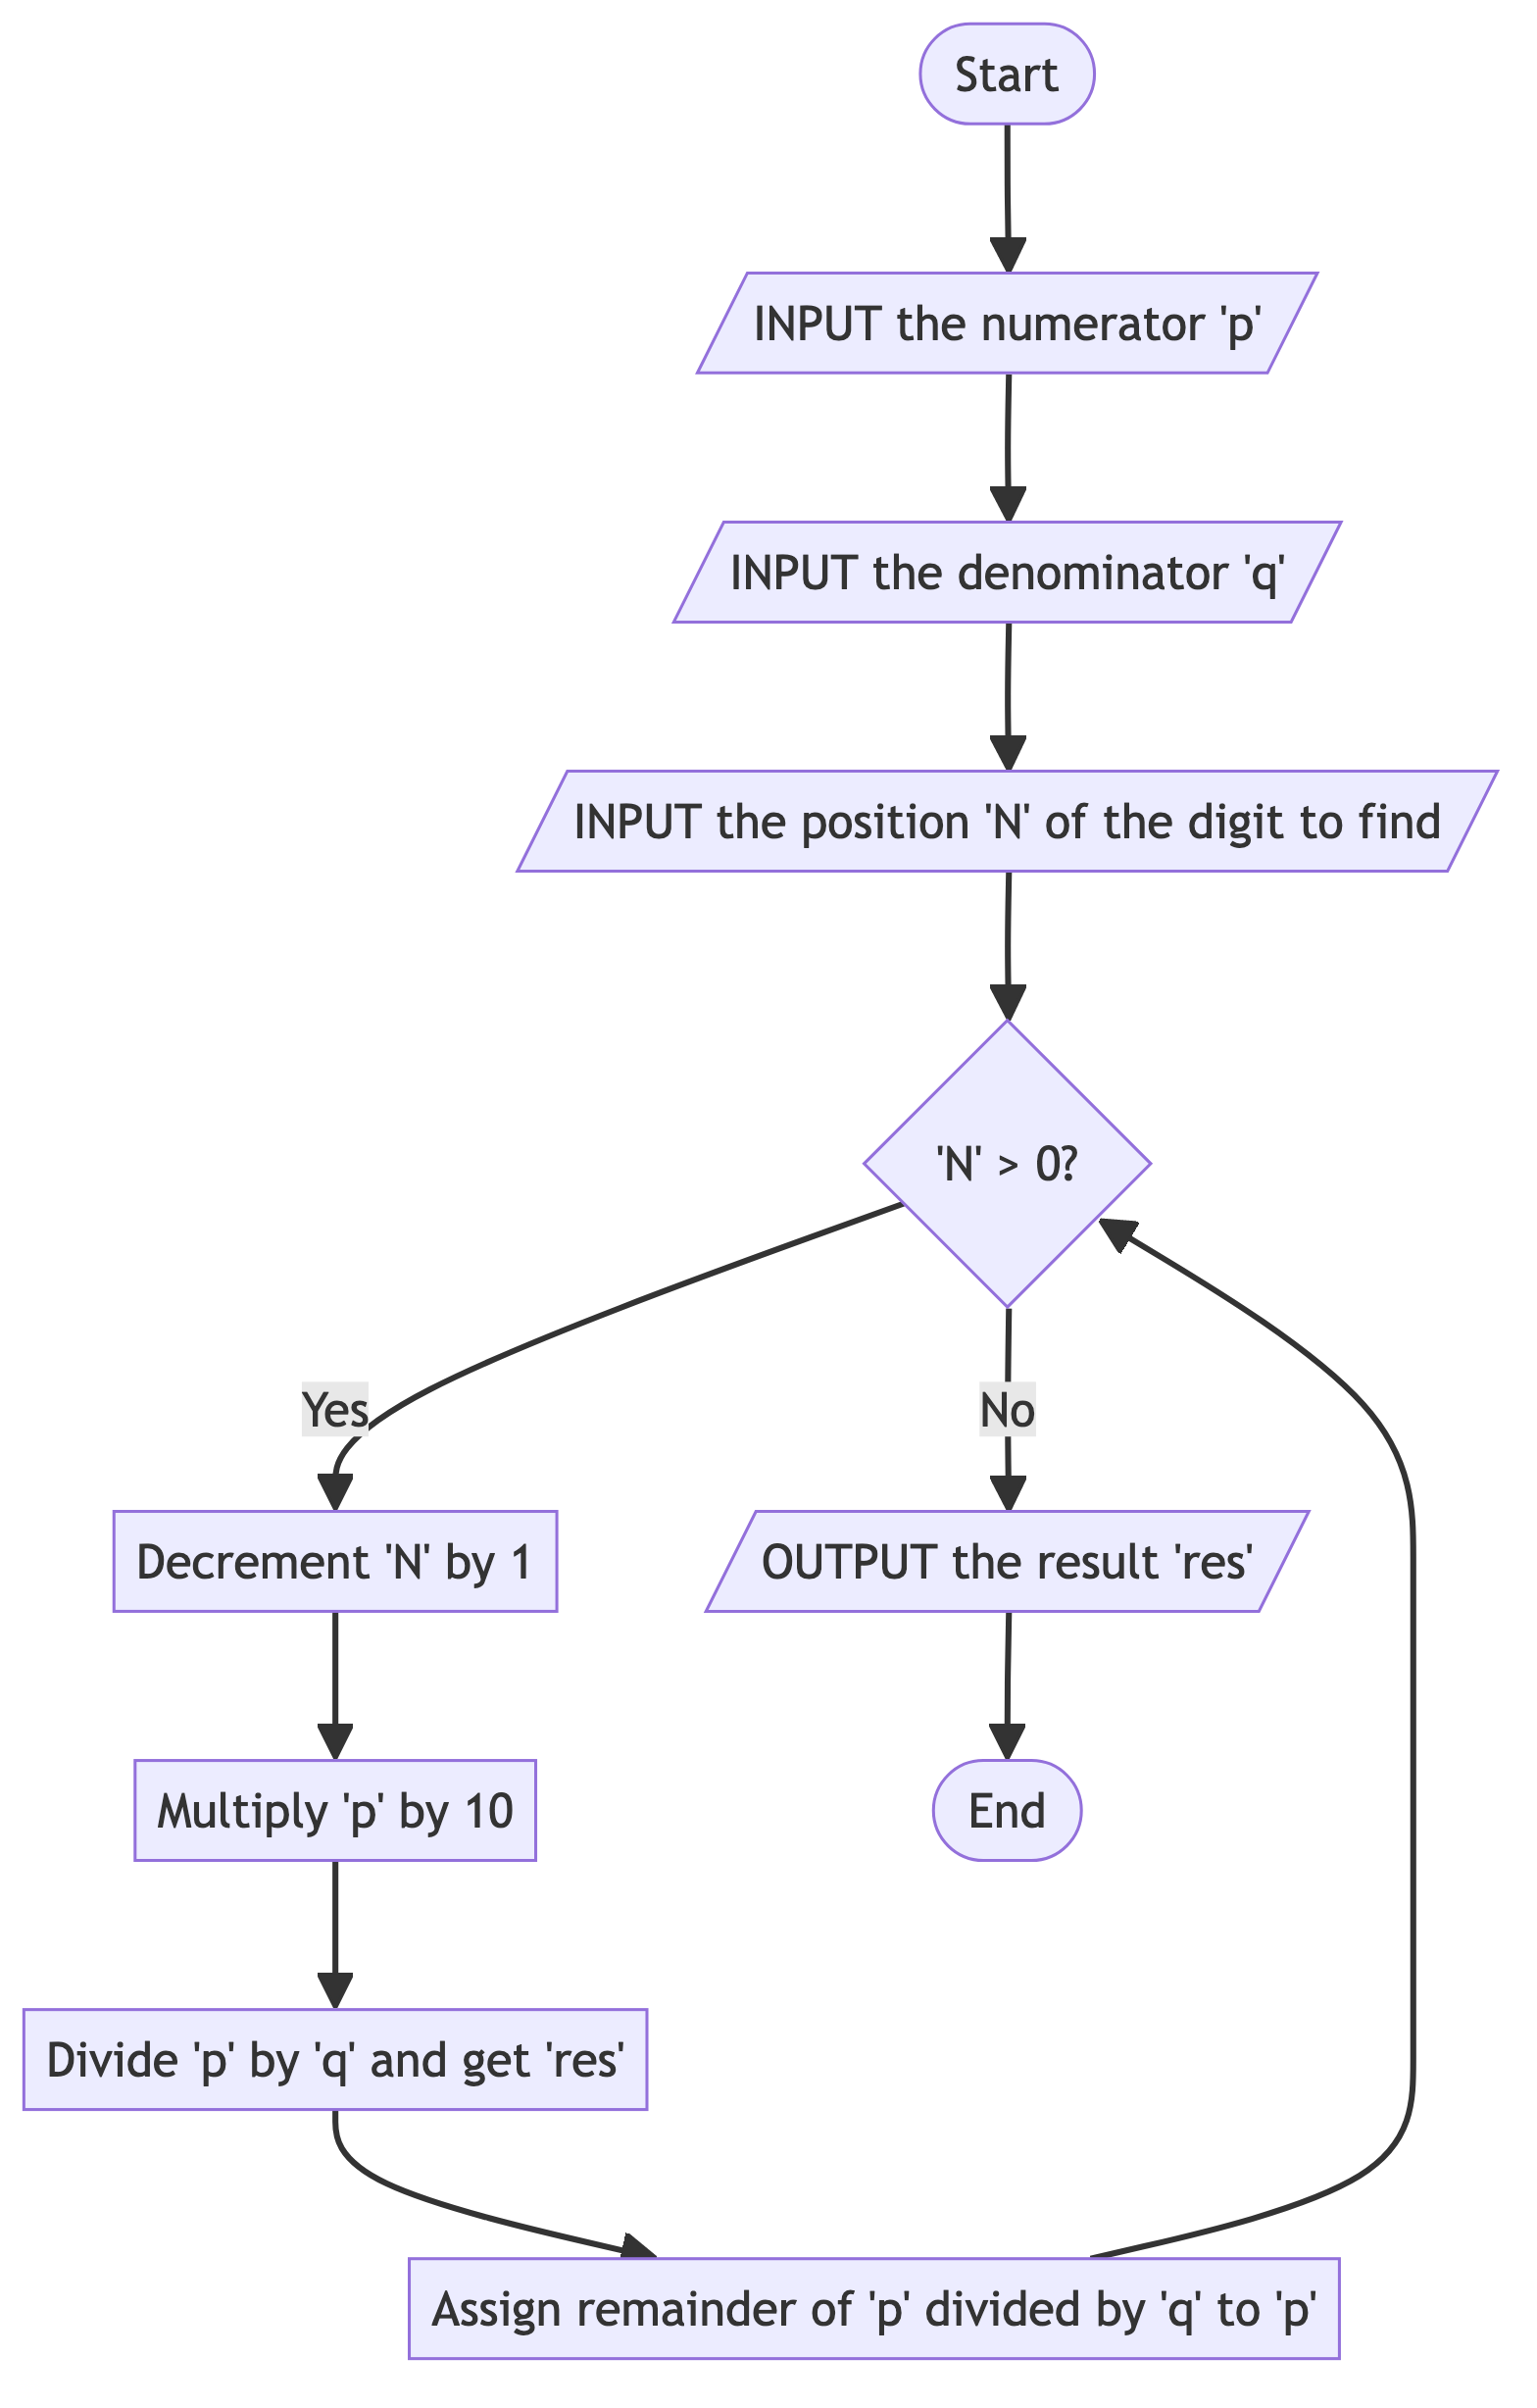 Start
INPUT the numerator 'p'
INPUT the denominator 'q'
INPUT the position 'N' of the digit to find
'N' > 0?
Yes
No
Decrement 'N' by 1
OUTPUT the result 'res'
Multiply 'p' by 10
End
Divide 'p' by 'q' and get 'res'
Assign remainder of 'p' divided by 'q' to 'p'